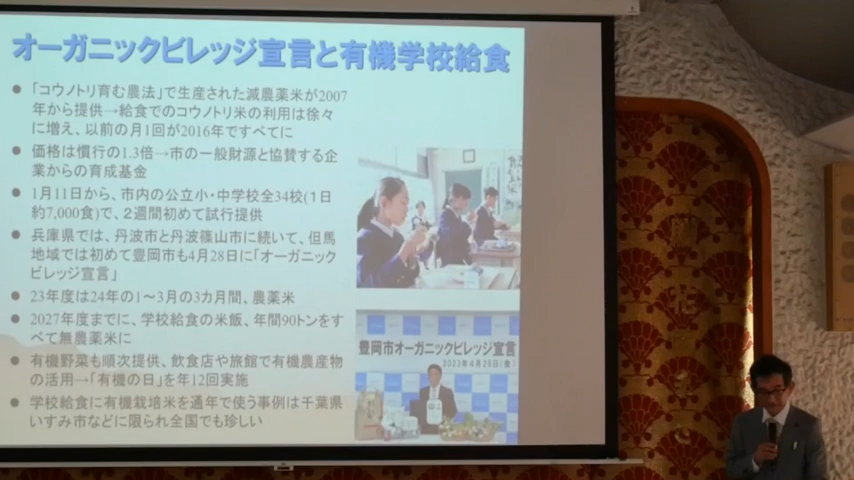 オーガニックビレッジ宣言と有機学校給食
● 「コウノトリ育む農法」で生産された減農薬米が2007
年から提供→給食でのコウノトリ米の利用は徐々
に増え、以前の月1回が2016年ですべてに
● 価格は慣行の1.3倍→市の一般財源と協賛する企
業からの育成基金
● 1月11日から、市内の公立小・中学校全34校(1日
約7,000食)で、2週間初めて試行提供
● 兵庫県では、丹波市と丹波篠山市に続いて、但馬
地域では初めて豊岡市も4月28日に「オーガニック
ビレッジ宣言」
● 23年度は24年の1～3月の3カ月間、農薬米
● 2027年度までに、学校給食の米飯、年間90トンをす
べて無農薬米に
● 有機野菜も順次提供、飲食店や旅館で有機農産物
の活用→「有機の日」を年12回実施
● 学校給食に有機栽培米を通年で使う事例は千葉県
いすみ市などに限られ全国でも珍しい
豊岡市オーガニックビレッジ宣言